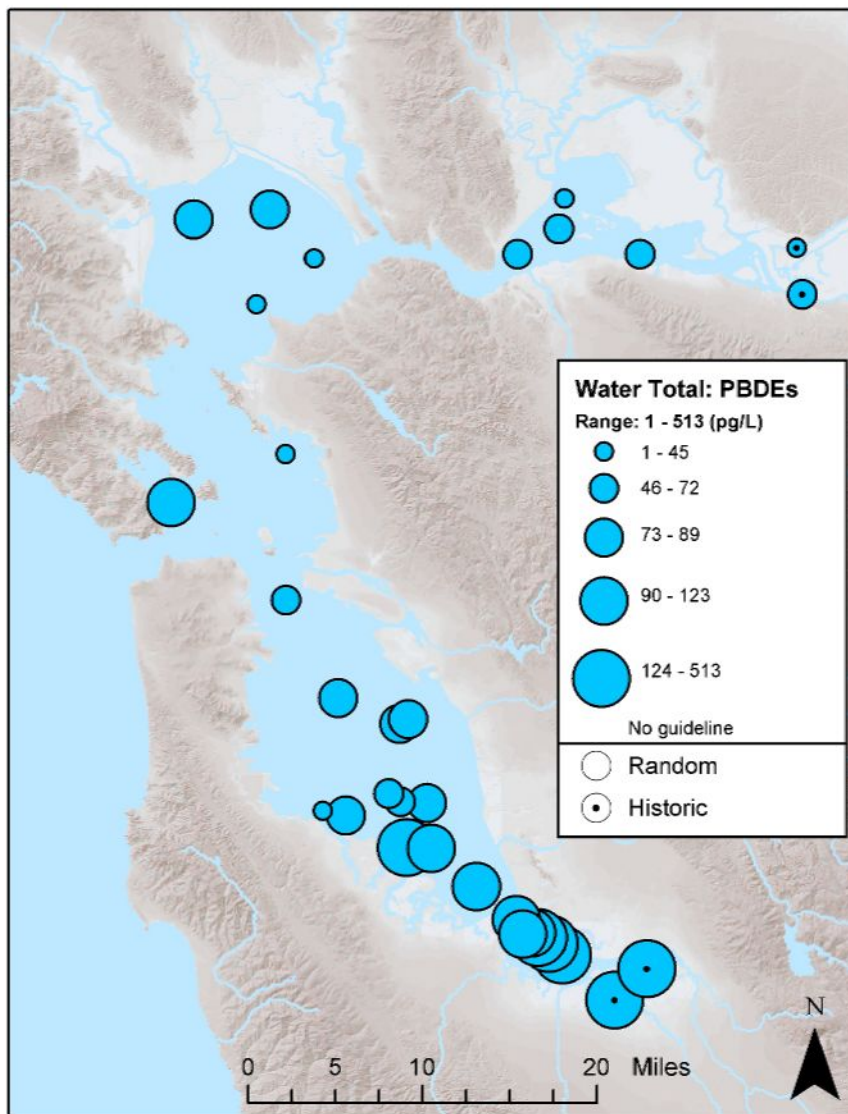 Water Total: PBDEs
Range: 1 - 513 (pg/L)
1 - 45
46 - 72
73 - 89
90 - 123
124 - 513
No guideline
Random
Historic
N
0 5 10 20 Miles